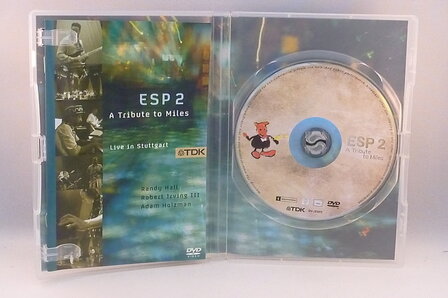 ESP 2
A Tribute to Miles
Live in Stuttgart
TDK
Randy Hall
Robert Irving III
Adam Holzman
DVD
VIDEO
ESP 2
A Tribute
to Miles
TDK
DVD